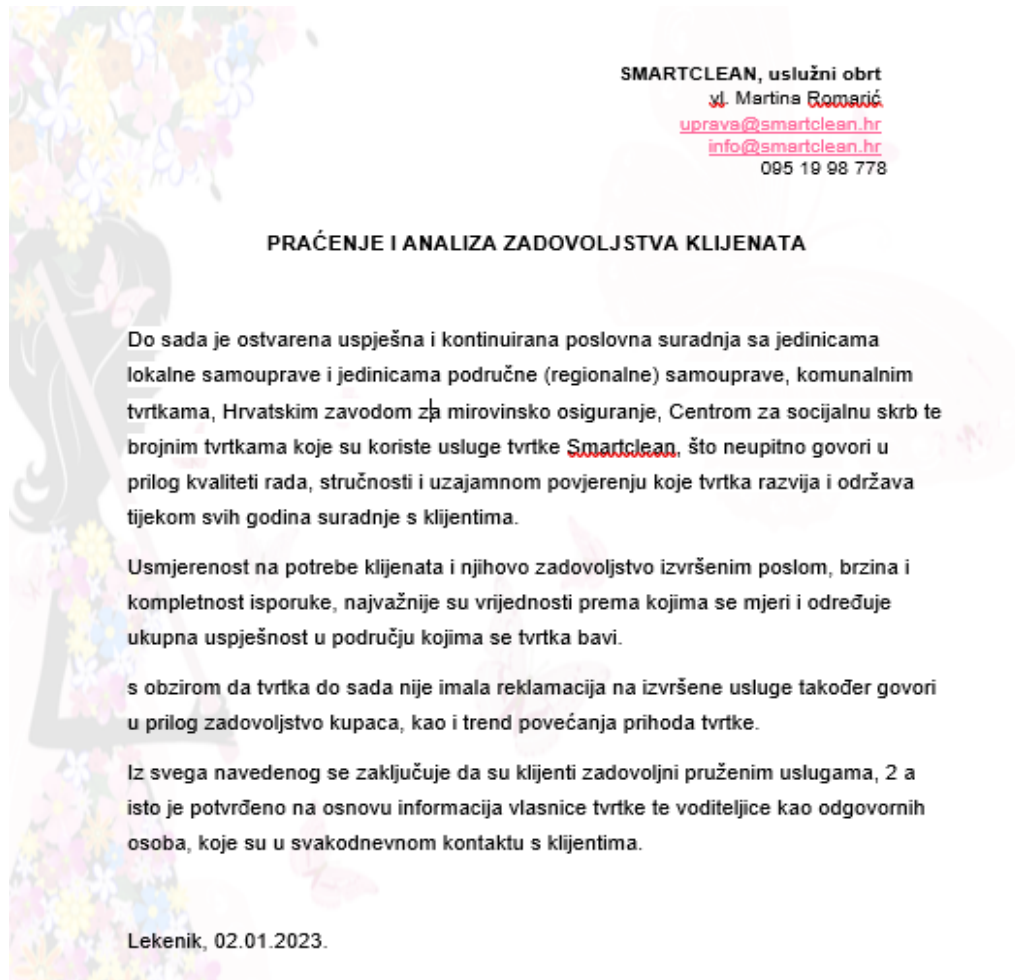 SMARTCLEAN, uslužni obrt
vl. Martina Romarić
uprava@smartclean.hr
info@smartclean.hr
095 19 98 778
PRAĆENJE I ANALIZA ZADOVOLJSTVA KLIJENATA
Do sada je ostvarena uspješna i kontinuirana poslovna suradnja sa jedinicama
lokalne samouprave i jedinicama područne (regionalne) samouprave, komunalnim
tvrtkama, Hrvatskim zavodom za mirovinsko osiguranje, Centrom za socijalnu skrb te
brojnim tvrtkama koje su koriste usluge tvrtke Smartclean, što neupitno govori u
prilog kvaliteti rada, stručnosti i uzajamnom povjerenju koje tvrtka razvija i održava
tijekom svih godina suradnje s klijentima.
Usmjerenost na potrebe klijenata i njihovo zadovoljstvo izvršenim poslom, brzina i
kompletnost isporuke, najvažnije su vrijednosti prema kojima se mjeri i određuje
ukupna uspješnost u području kojima se tvrtka bavi.
s obzirom da tvrtka do sada nije imala reklamacija na izvršene usluge također govori
u prilog zadovoljstvo kupaca, kao i trend povećanja prihoda tvrtke.
Iz svega navedenog se zaključuje da su klijenti zadovoljni pruženim uslugama, 2 a
isto je potvrđeno na osnovu informacija vlasnice tvrtke te voditeljice kao odgovornih
osoba, koje su u svakodnevnom kontaktu s klijentima.
Lekenik, 02.01.2023.